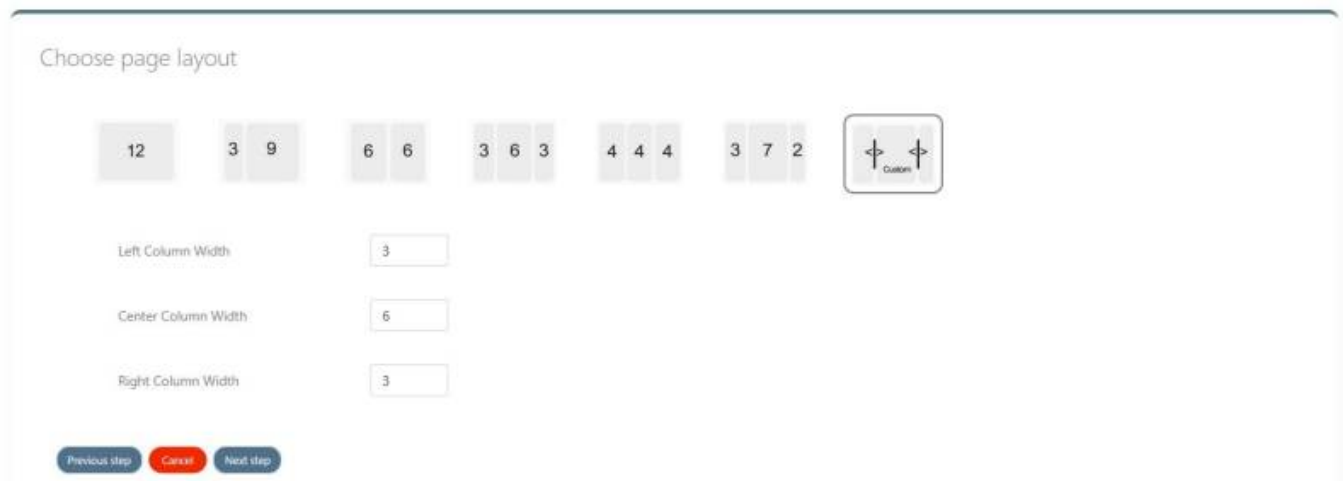 Choose page layout
12 3 9 6 6 3 6 3 4 4 4 3 7 2 <> <>
Custom
Left Column Width 3
Center Column Width 6
Right Column Width 3
Previous step Cancel Next step